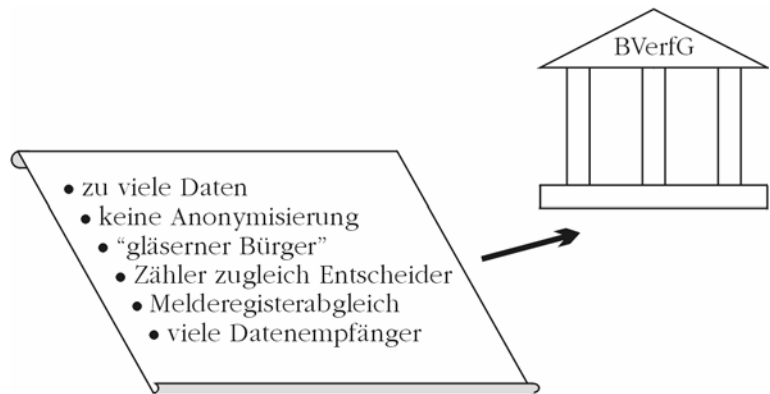 BVerfG
• zu viele Daten
• keine Anonymisierung
• “gläserner Bürger”
• Zähler zugleich Entscheider
• Melderegisterabgleich
• viele Datenempfänger